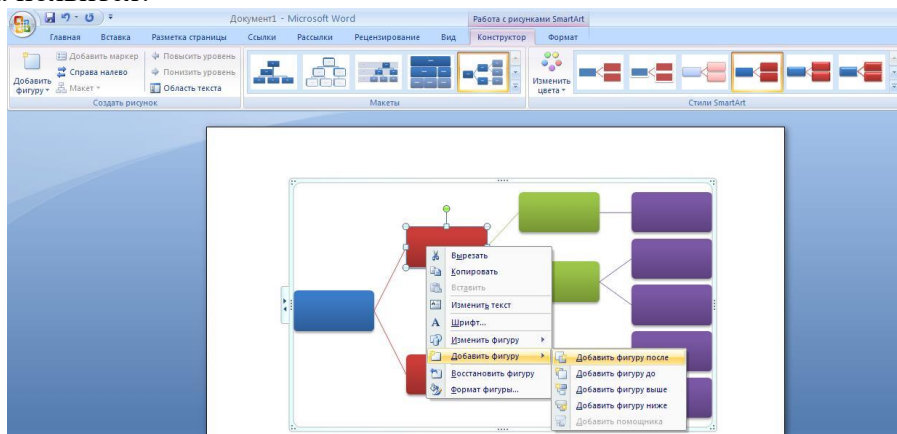 Документ1 - Microsoft Word
Работа с рисунками SmartArt
Главная Вставка Разметка страницы Ссылки Рассылки Рецензирование Вид Конструктор Формат
Добавить фигуру
Добавить маркер
Справа налево
Макет
Повысить уровень
Понизить уровень
Область текста
Создать рисунок
Макеты
Изменить цвета
Стили SmartArt
Вырезать
Копировать
Вставить
Изменить текст
Шрифт...
Изменить фигуру
Добавить фигуру
Восстановить фигуру
Формат фигуры...
Добавить фигуру после
Добавить фигуру до
Добавить фигуру выше
Добавить фигуру ниже
Добавить помощника